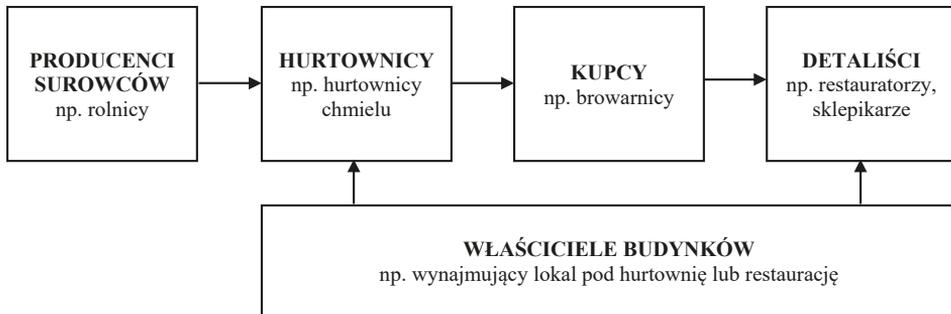 PRODUCENCI
SUROWCÓW
np. rolnicy
HURTOWNICY
np. hurtownicy
chmielu
KUPCY
np. browarnicy
DETALIŚCI
np. restauratorzy,
sklepikarze
WŁAŚCICIELE BUDYNKÓW
np. wynajmujący lokal pod hurtownię lub restaurację